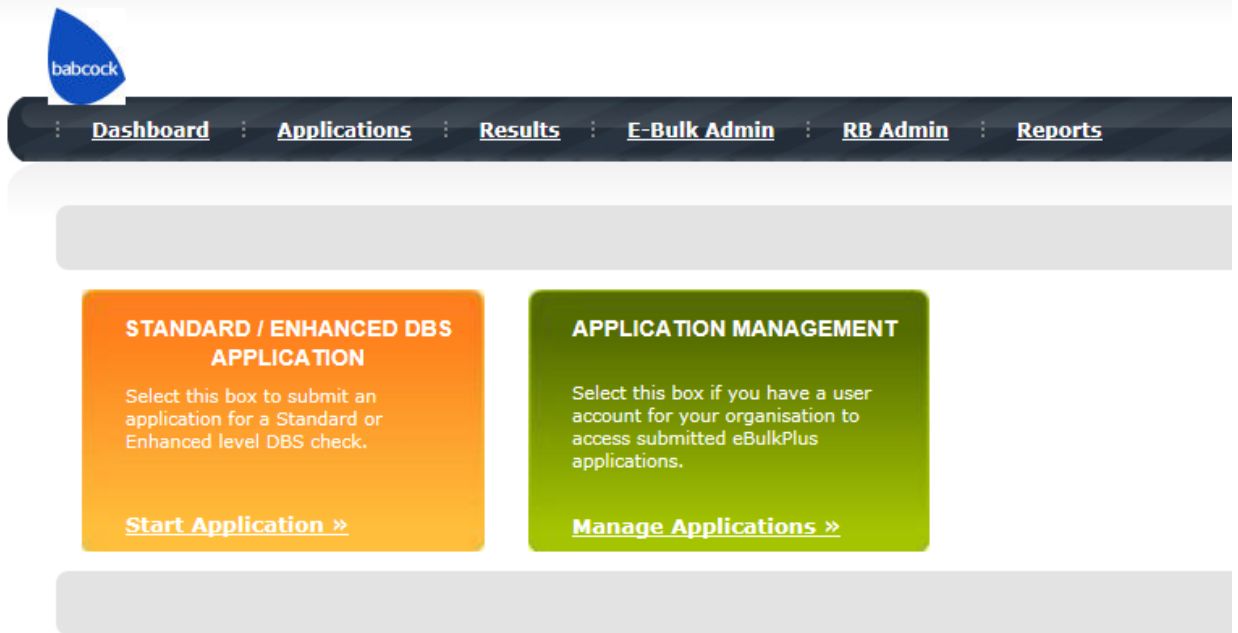 babcock
Dashboard Applications Results E-Bulk Admin RB Admin Reports
STANDARD / ENHANCED DBS
APPLICATION
Select this box to submit an
application for a Standard or
Enhanced level DBS check.
Start Application »
APPLICATION MANAGEMENT
Select this box if you have a user
account for your organisation to
access submitted eBulkPlus
applications.
Manage Applications »